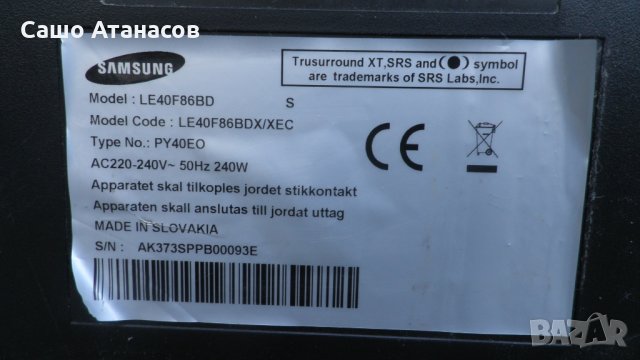 Сашо Атанасов
SAMSUNG
Trusurround XT,SRS and (●) symbol
are trademarks of SRS Labs,Inc.
Model : LE40F86BD S
Model Code : LE40F86BDX/XEC
Type No.: PY40EO
AC220-240V~ 50Hz 240W
Apparatet skal tilkoples jordet stikkontakt
Apparaten skall anslutas till jordat uttag
MADE IN SLOVAKIA
S/N : AK373SPPB00093E
CE
BAZAR